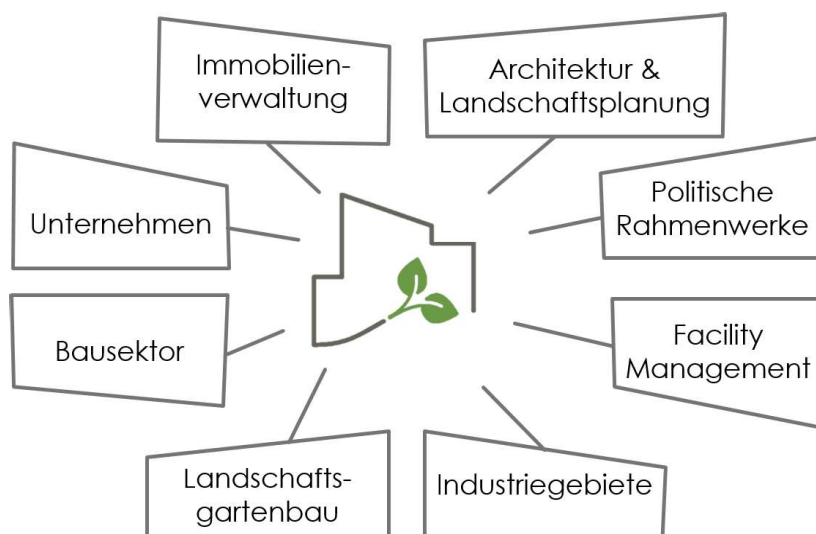 Immobilien-
verwaltung
Architektur &
Landschaftsplanung
Unternehmen
Politische
Rahmenwerke
Bausektor
Facility
Management
Landschafts-
gartenbau
Industriegebiete